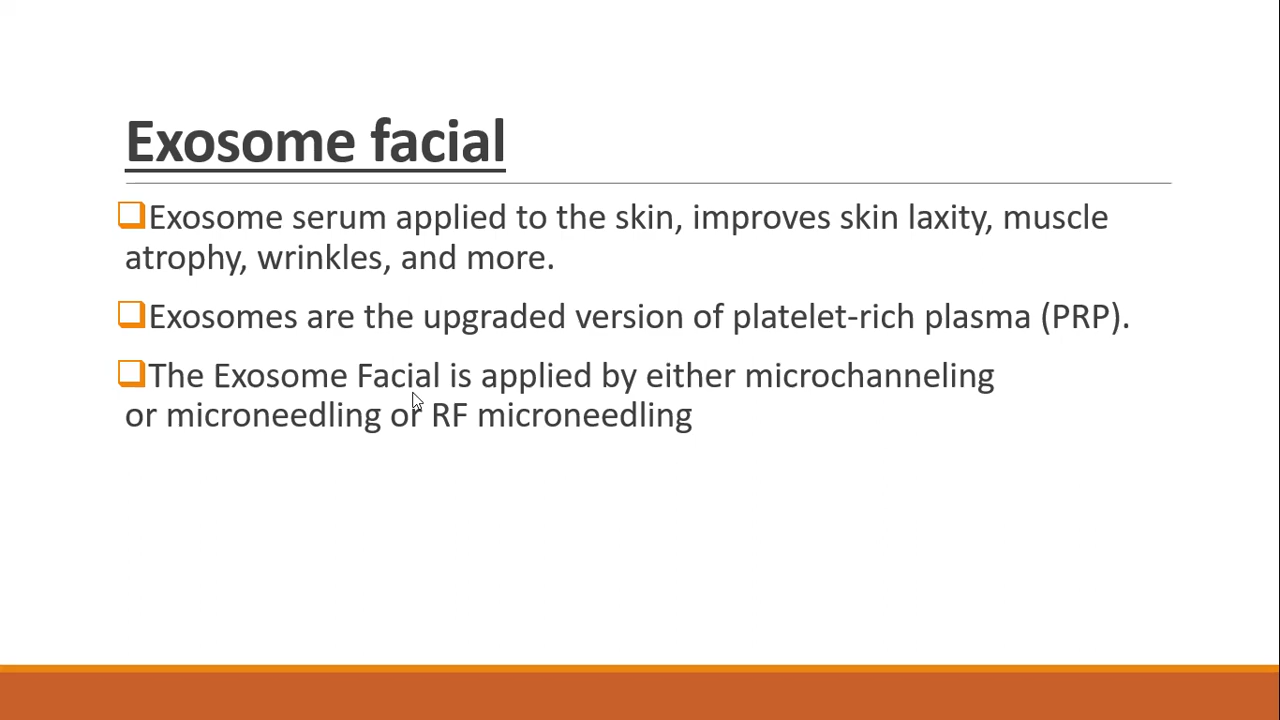 Exosome facial
Exosome serum applied to the skin, improves skin laxity, muscle
atrophy, wrinkles, and more.
Exosomes are the upgraded version of platelet-rich plasma (PRP).
The Exosome Facial is applied by either microchanneling
or microneedling or RF microneedling